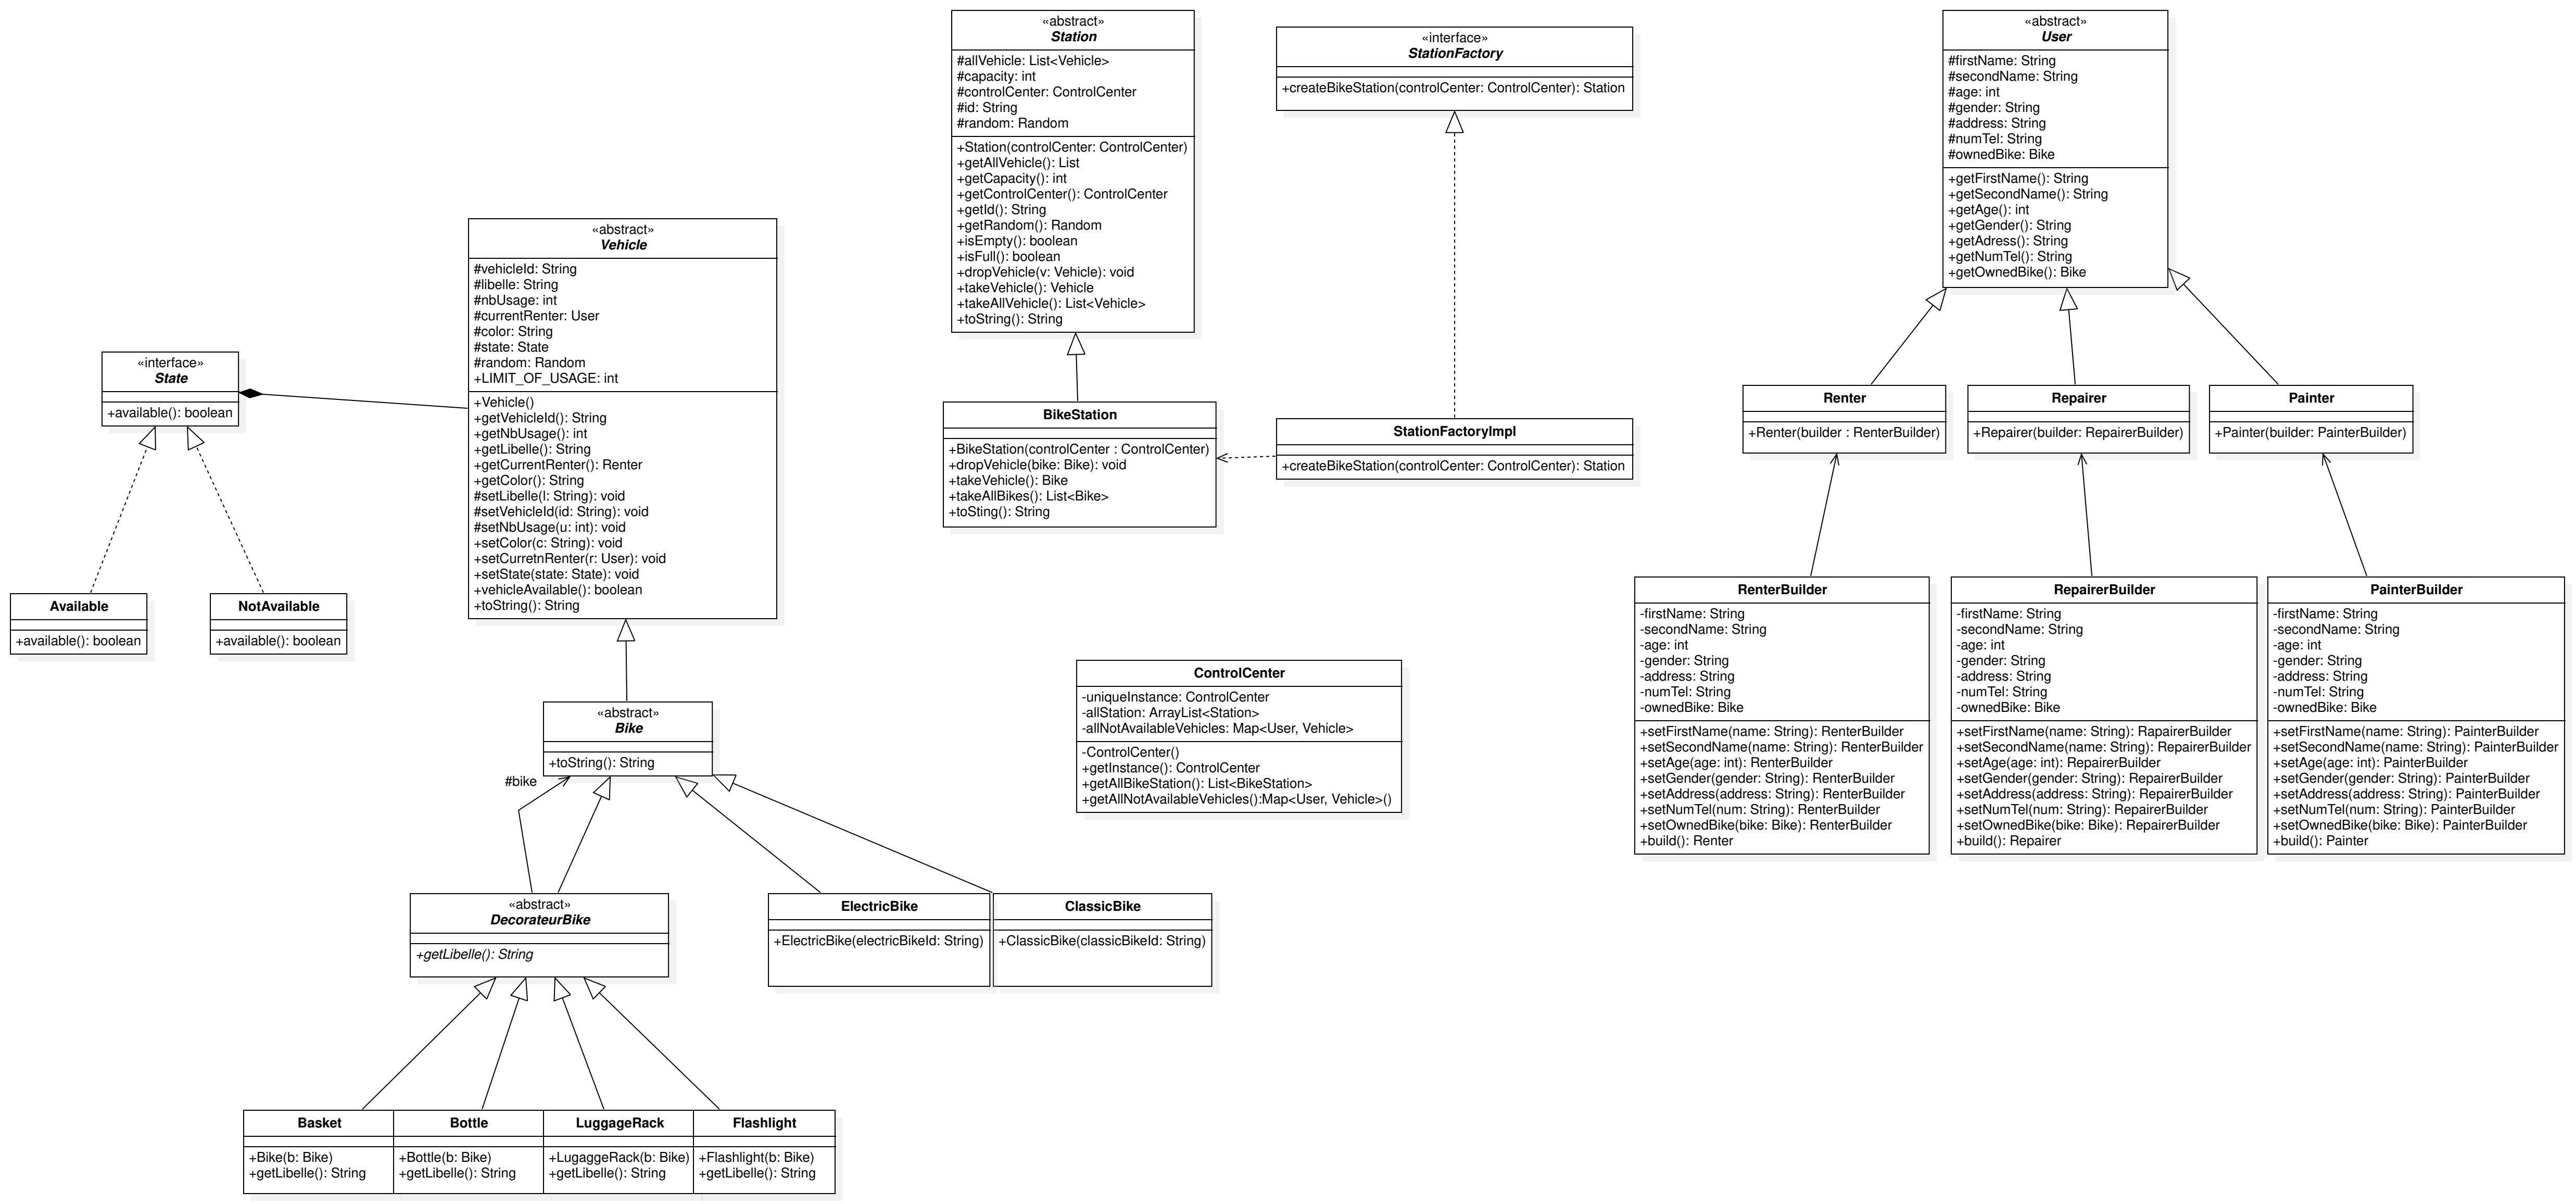 «abstract»
Station
#allVehicle: List<Vehicle>
#capacity: int
#controlCenter: ControlCenter
#id: String
#random: Random
+Station(controlCenter: ControlCenter)
+getAllVehicle(): List
+getCapacity(): int
+getControlCenter(): ControlCenter
+getId(): String
+getRandom(): Random
+isEmpty(): boolean
+isFull(): boolean
+dropVehicle(v: Vehicle): void
+takeVehicle(): Vehicle
+takeAllVehicle(): List<Vehicle>
+toString(): String
«interface»
StationFactory
+createBikeStation(controlCenter: ControlCenter): Station
«abstract»
User
#firstName: String
#secondName: String
#age: int
#gender: String
#address: String
#numTel: String
#ownedBike: Bike
+getFirstName(): String
+getSecondName(): String
+getAge(): int
+getGender(): String
+getAdress(): String
+getNumTel(): String
+getOwnedBike(): Bike
«abstract»
Vehicle
#vehicleId: String
#libelle: String
#nbUsage: int
#currentRenter: User
#color: String
#state: State
#random: Random
+LIMIT_OF_USAGE: int
+Vehicle()
+getVehicleId(): String
+getNbUsage(): int
+getLibelle(): String
+getCurrentRenter(): Renter
+getColor(): String
#setLibelle(l: String): void
#setVehicleId(id: String): void
#setNbUsage(u: int): void
+setColor(c: String): void
+setCurretnRenter(r: User): void
+setState(state: State): void
+vehicleAvailable(): boolean
+toString(): String
«interface»
State
+available(): boolean
BikeStation
+BikeStation(controlCenter : ControlCenter)
+dropVehicle(bike: Bike): void
+takeVehicle(): Bike
+takeAllBikes(): List<Bike>
+toSting(): String
StationFactoryImpl
+createBikeStation(controlCenter: ControlCenter): Station
Renter
+Renter(builder : RenterBuilder)
Repairer
+Repairer(builder: RepairerBuilder)
Painter
+Painter(builder: PainterBuilder)
Available
+available(): boolean
NotAvailable
+available(): boolean
RenterBuilder
-firstName: String
-secondName: String
-age: int
-gender: String
-address: String
-numTel: String
-ownedBike: Bike
+setFirstName(name: String): RenterBuilder
+setSecondName(name: String): RenterBuilder
+setAge(age: int): RenterBuilder
+setGender(gender: String): RenterBuilder
+setAddress(address: String): RenterBuilder
+setNumTel(num: String): RenterBuilder
+setOwnedBike(bike: Bike): RenterBuilder
+build(): Renter
RepairerBuilder
-firstName: String
-secondName: String
-age: int
-gender: String
-address: String
-numTel: String
-ownedBike: Bike
+setFirstName(name: String): RapairerBuilder
+setSecondName(name: String): RepairerBuilder
+setAge(age: int): RepairerBuilder
+setGender(gender: String): RepairerBuilder
+setAddress(address: String): RepairerBuilder
+setNumTel(num: String): RepairerBuilder
+setOwnedBike(bike: Bike): RepairerBuilder
+build(): Repairer
PainterBuilder
-firstName: String
-secondName: String
-age: int
-gender: String
-address: String
-numTel: String
-ownedBike: Bike
+setFirstName(name: String): PainterBuilder
+setSecondName(name: String): PainterBuilder
+setAge(age: int): PainterBuilder
+setGender(gender: String): PainterBuilder
+setAddress(address: String): PainterBuilder
+setNumTel(num: String): PainterBuilder
+setOwnedBike(bike: Bike): PainterBuilder
+build(): Painter
ControlCenter
-uniqueInstance: ControlCenter
-allStation: ArrayList<Station>
-allNotAvailableVehicles: Map<User, Vehicle>
-ControlCenter()
+getInstance(): ControlCenter
+getAllBikeStation(): List<BikeStation>
+getAllNotAvailableVehicles():Map<User, Vehicle>()
«abstract»
Bike
+toString(): String
#bike
«abstract»
DecorateurBike
+getLibelle(): String
ElectricBike
+ElectricBike(electricBikeId: String)
ClassicBike
+ClassicBike(classicBikeId: String)
Basket
+Bike(b: Bike)
+getLibelle(): String
Bottle
+Bottle(b: Bike)
+getLibelle(): String
LuggageRack
+LugaggeRack(b: Bike)
+getLibelle(): String
Flashlight
+Flashlight(b: Bike)
+getLibelle(): String